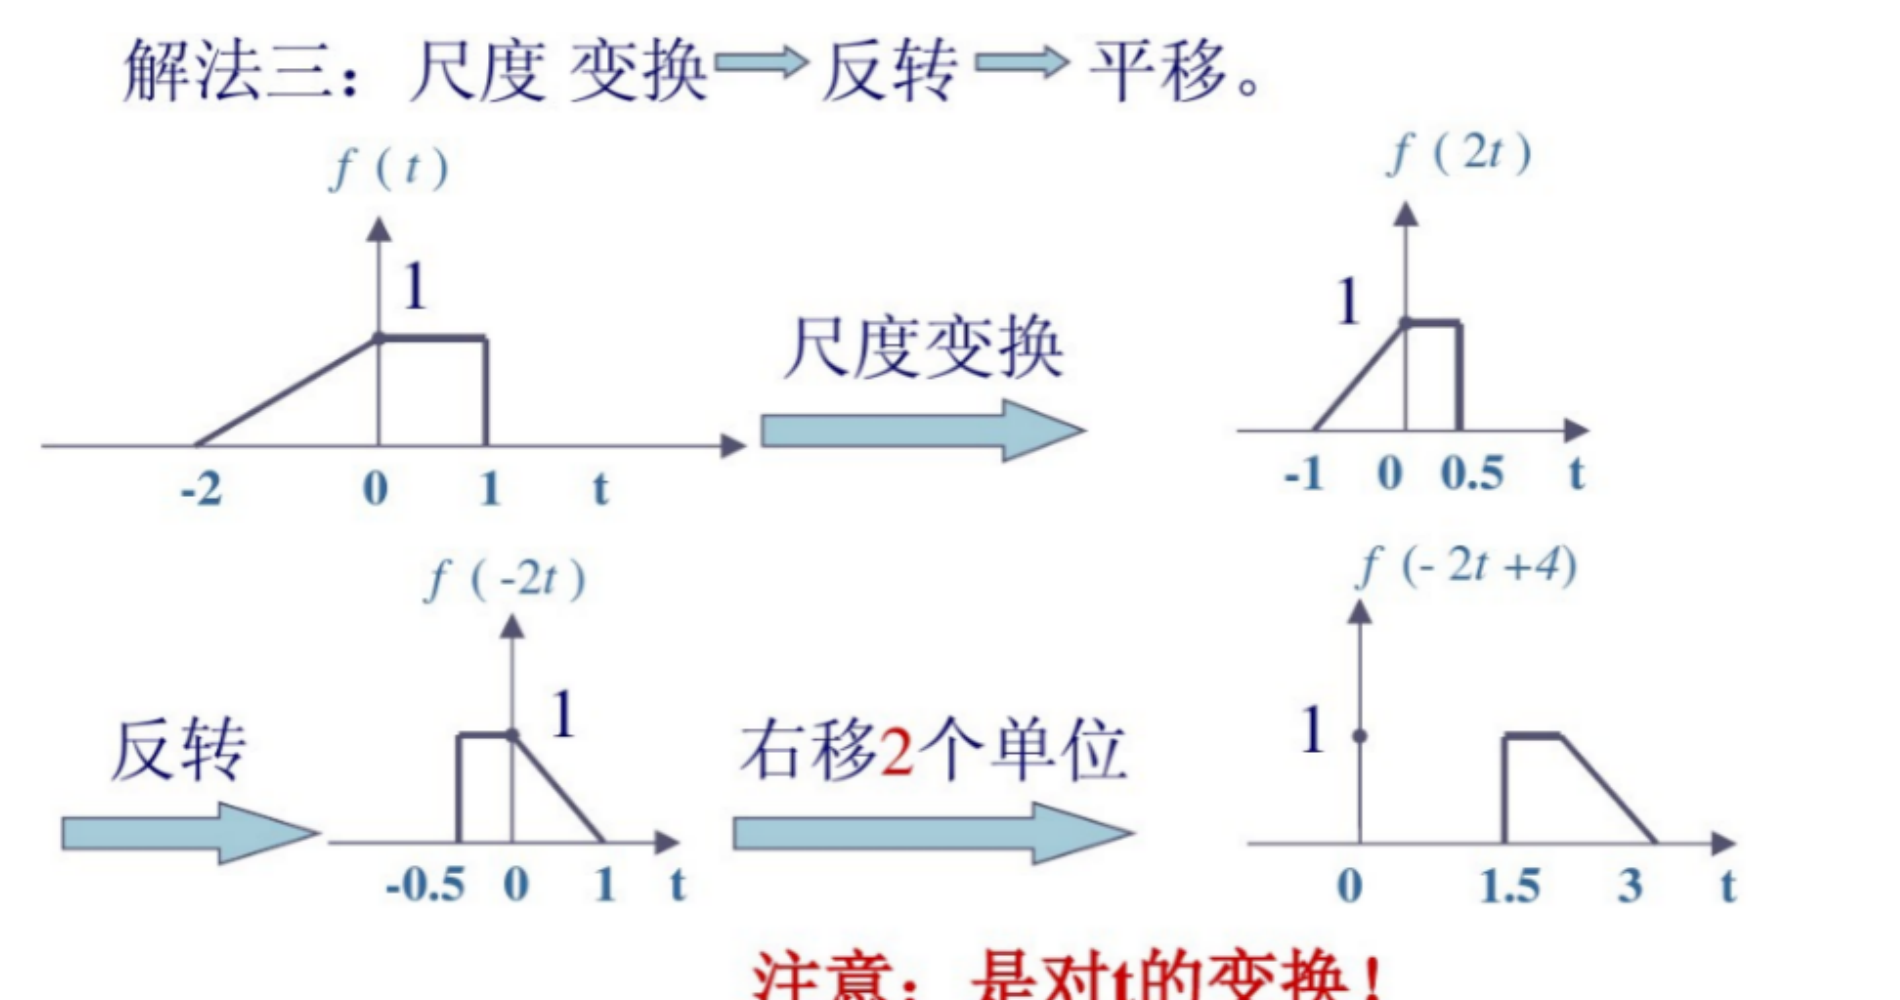 解法三：尺度 变换 反转 平移。
f ( t )
f ( 2t )
1
1
尺度变换
-2 0 1 t
-1 0 0.5 t
f ( -2t )
f (- 2t +4)
反转
1
右移2个单位
1
-0.5 0 1 t
0 1.5 3 t
注意：是对t的变换！